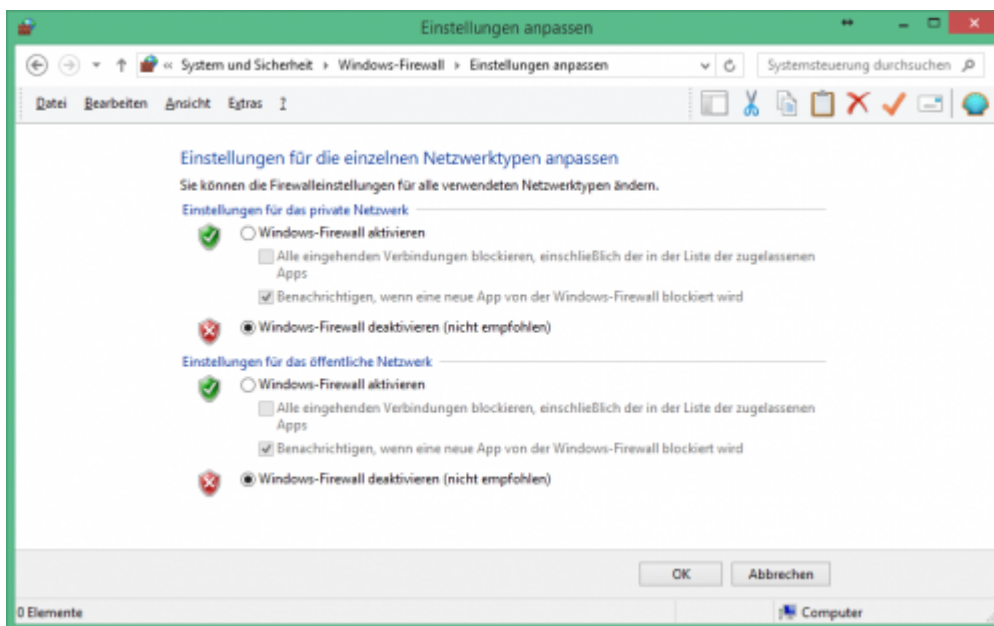 Einstellungen anpassen
« System und Sicherheit ▸ Windows-Firewall ▸ Einstellungen anpassen
Systemsteuerung durchsuchen
Datei Bearbeiten Ansicht Extras ?
Einstellungen für die einzelnen Netzwerktypen anpassen
Sie können die Firewalleinstellungen für alle verwendeten Netzwerktypen ändern.
Einstellungen für das private Netzwerk
Windows-Firewall aktivieren
Alle eingehenden Verbindungen blockieren, einschließlich der in der Liste der zugelassenen
Apps
Benachrichtigen, wenn eine neue App von der Windows-Firewall blockiert wird
Windows-Firewall deaktivieren (nicht empfohlen)
Einstellungen für das öffentliche Netzwerk
Windows-Firewall aktivieren
Alle eingehenden Verbindungen blockieren, einschließlich der in der Liste der zugelassenen
Apps
Benachrichtigen, wenn eine neue App von der Windows-Firewall blockiert wird
Windows-Firewall deaktivieren (nicht empfohlen)
OK Abbrechen
0 Elemente Computer